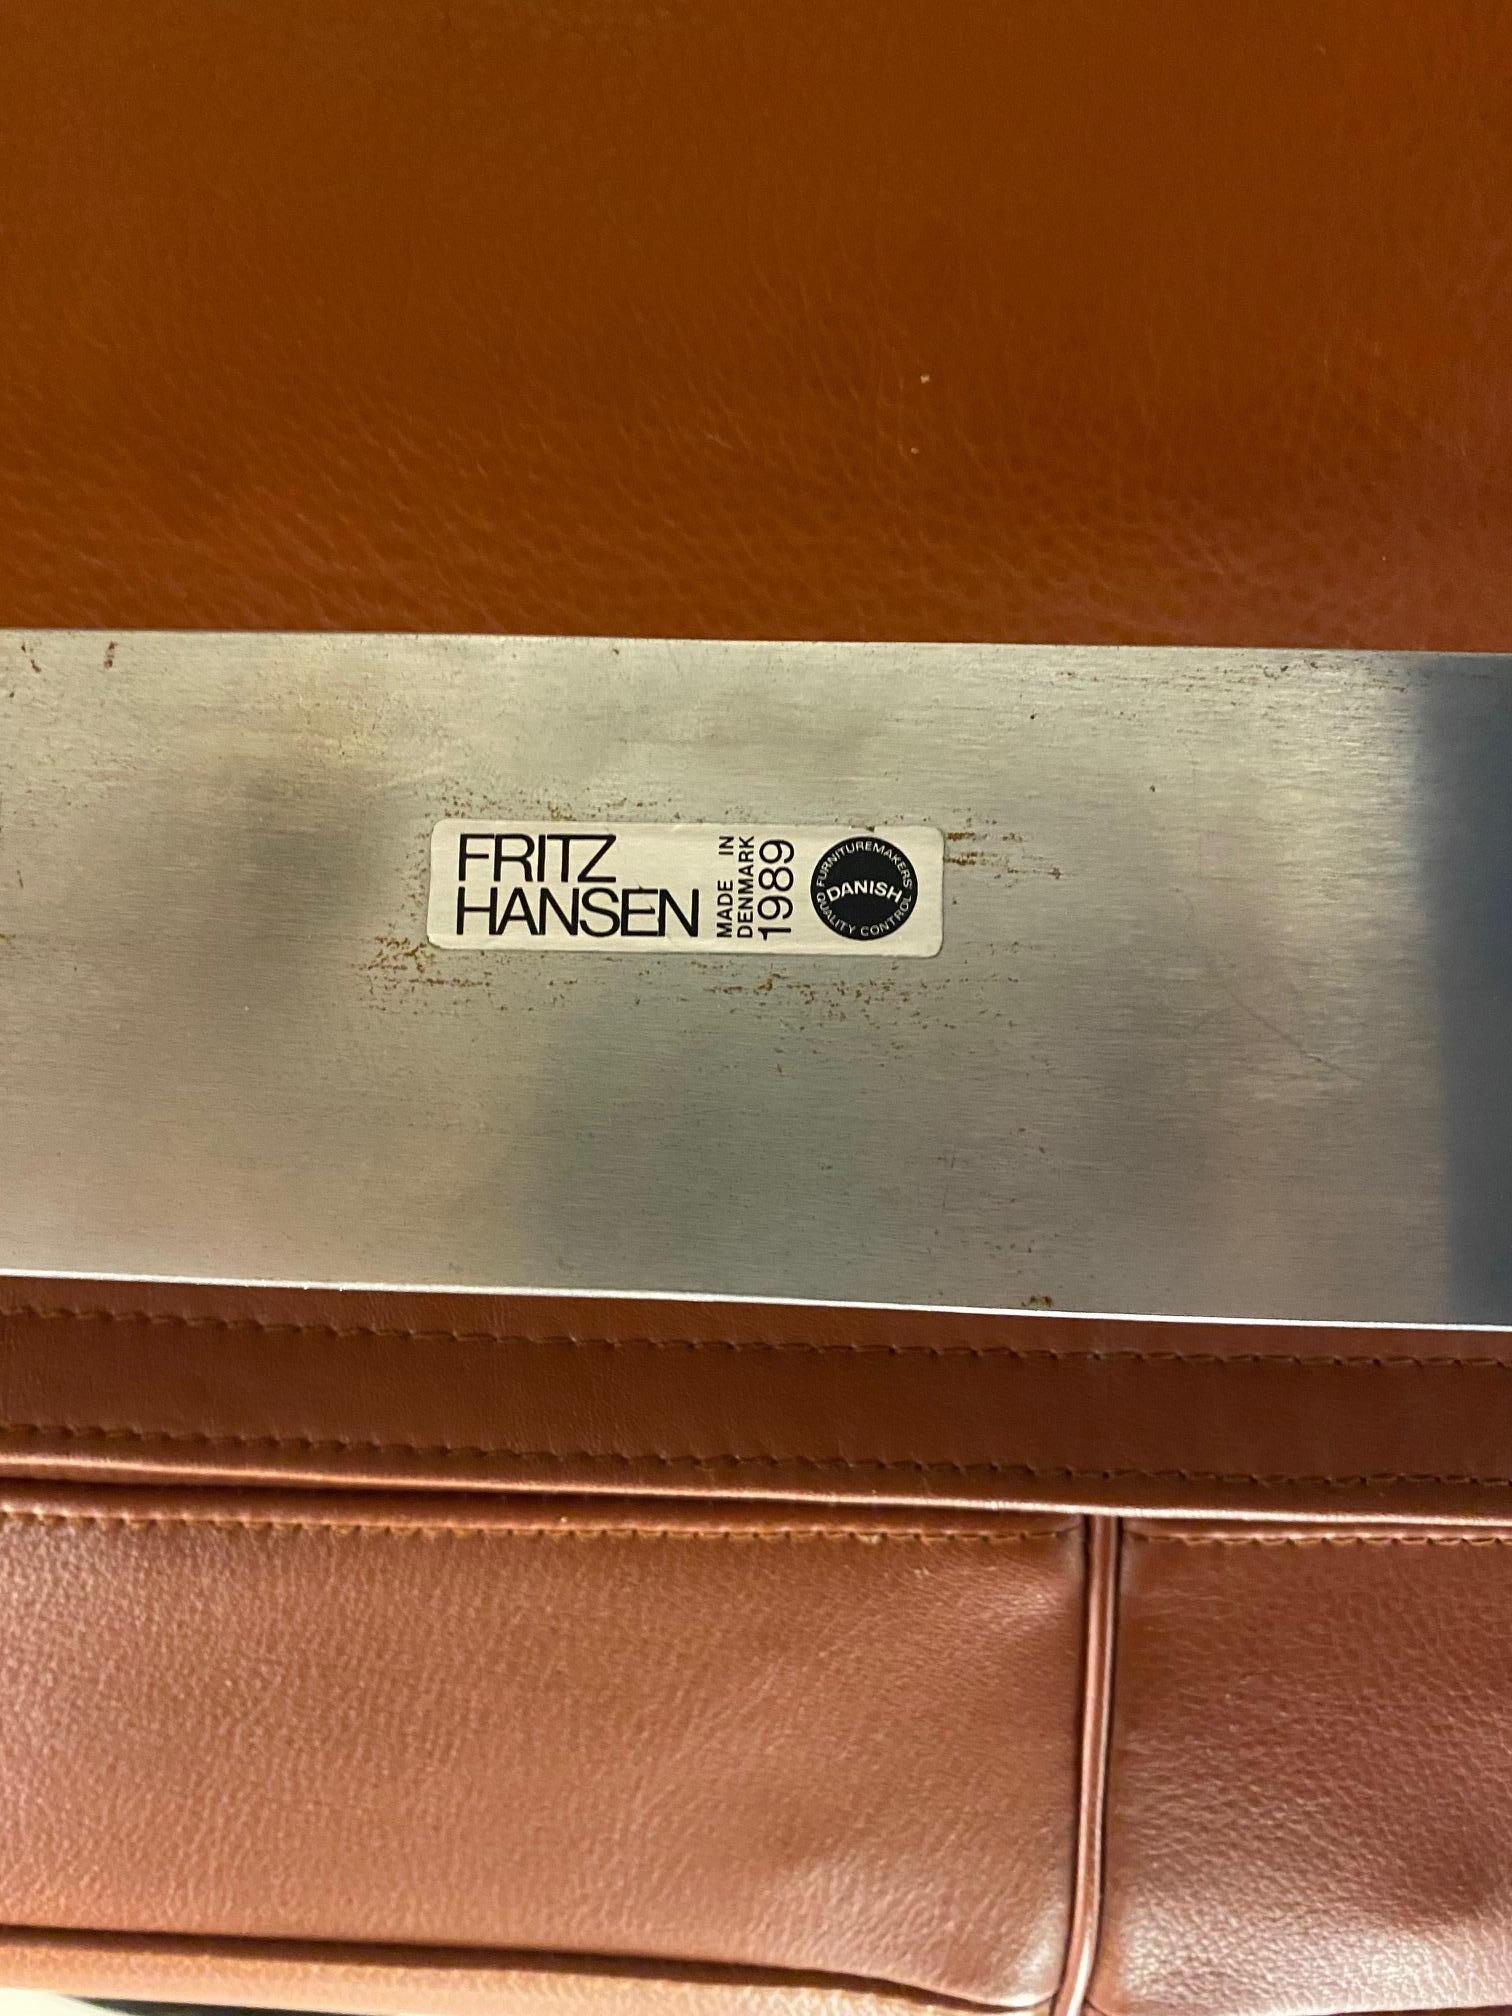 FRITZ
HANSEN
MADE IN
DENMARK
1989
FURNITUREMAKERS'
DANISH
QUALITY CONTROL